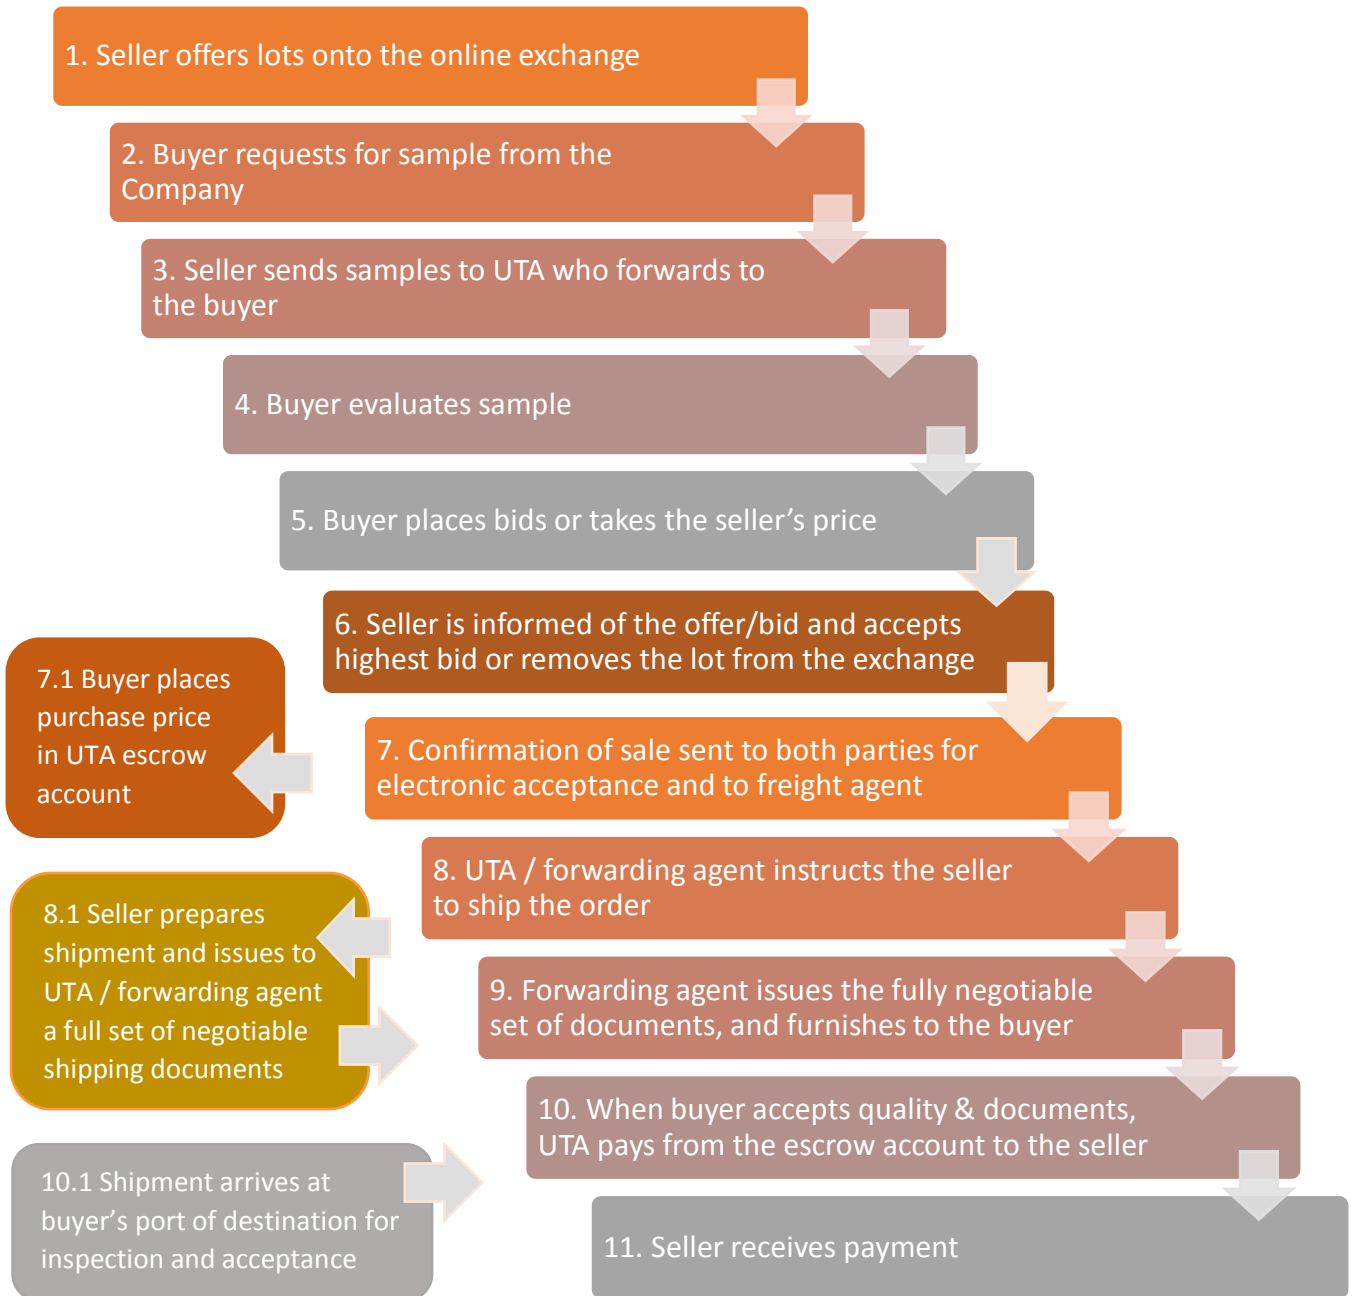 1. Seller offers lots onto the online exchange
2. Buyer requests for sample from the
Company
3. Seller sends samples to UTA who forwards to
the buyer
4. Buyer evaluates sample
5. Buyer places bids or takes the seller’s price
6. Seller is informed of the offer/bid and accepts
highest bid or removes the lot from the exchange
7. Confirmation of sale sent to both parties for
electronic acceptance and to freight agent
7.1 Buyer places
purchase price
in UTA escrow
account
8. UTA / forwarding agent instructs the seller
to ship the order
8.1 Seller prepares
shipment and issues to
UTA / forwarding agent
a full set of negotiable
shipping documents
9. Forwarding agent issues the fully negotiable
set of documents, and furnishes to the buyer
10. When buyer accepts quality & documents,
UTA pays from the escrow account to the seller
10.1 Shipment arrives at
buyer’s port of destination for
inspection and acceptance
11. Seller receives payment